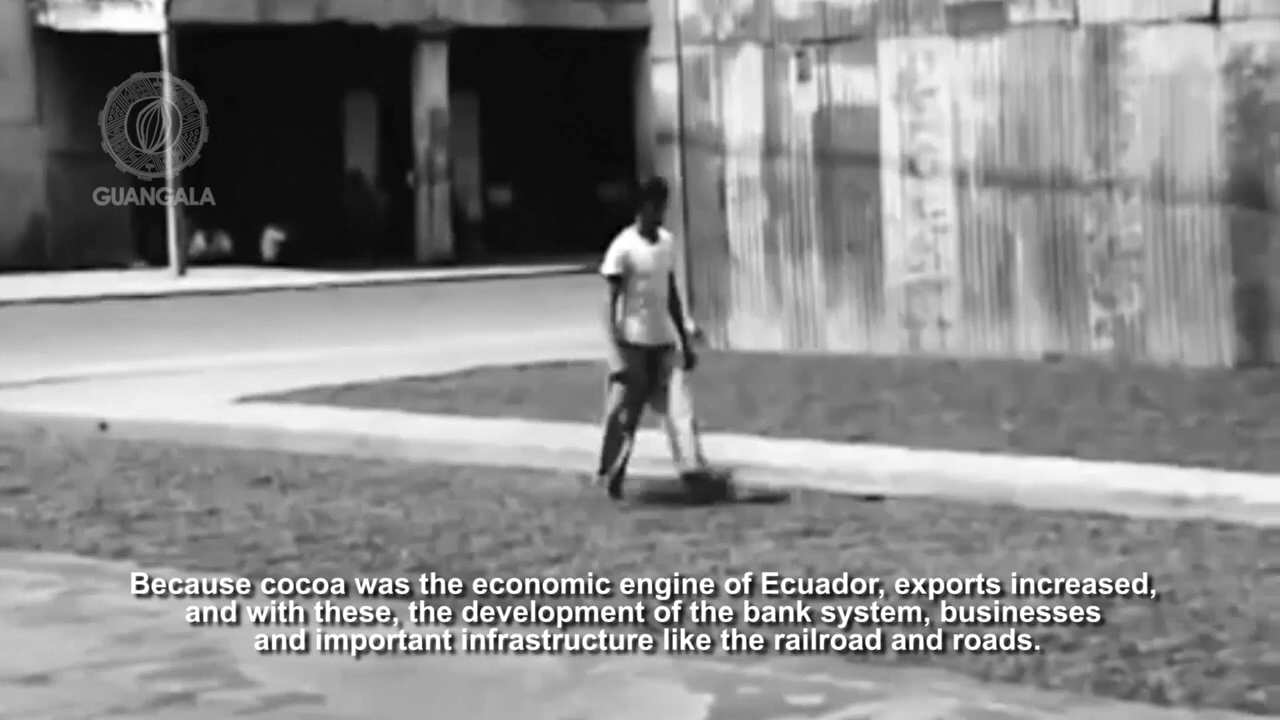 GUANGALA
Because cocoa was the economic engine of Ecuador, exports increased,
and with these, the development of the bank system, businesses
and important infrastructure like the railroad and roads.